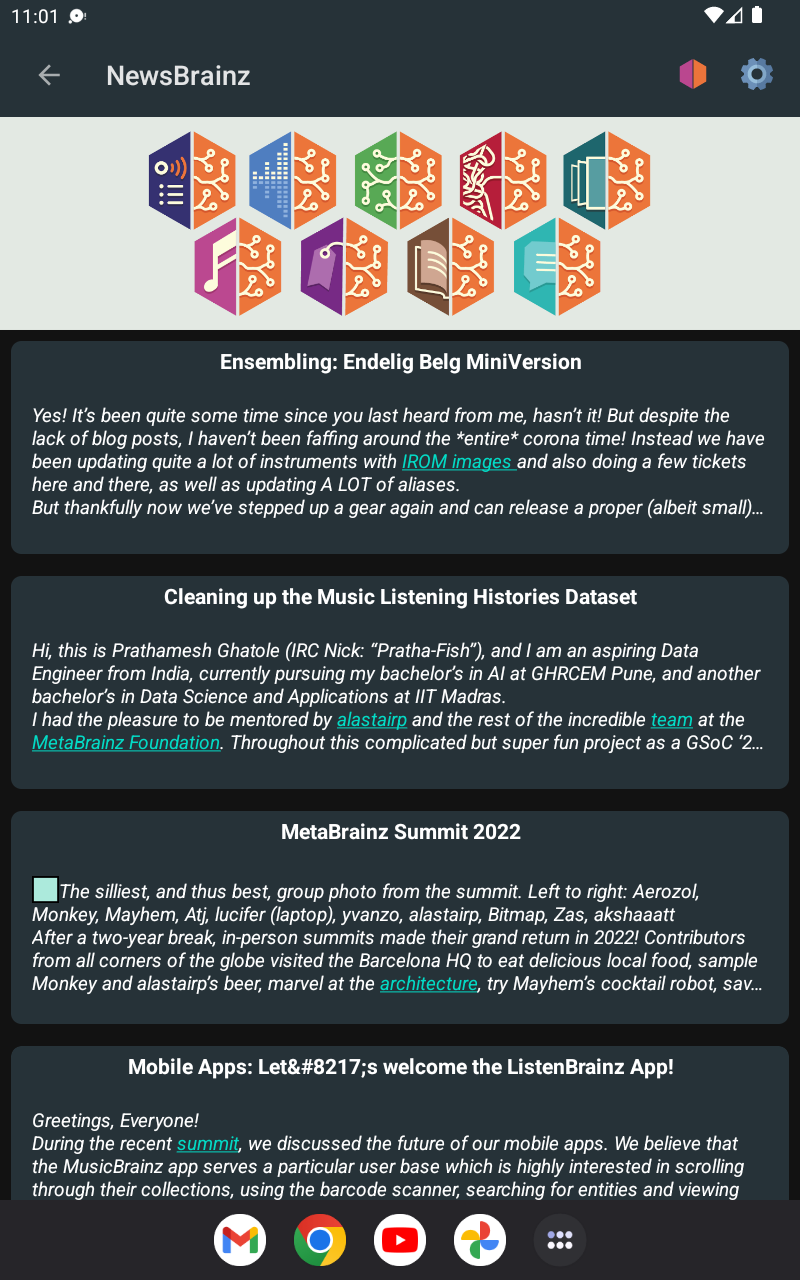 11:01
NewsBrainz
Ensembling: Endelig Belg MiniVersion
Yes! It’s been quite some time since you last heard from me, hasn’t it! But despite the
lack of blog posts, I haven’t been faffing around the *entire* corona time! Instead we have
been updating quite a lot of instruments with IROM images and also doing a few tickets
here and there, as well as updating A LOT of aliases.
But thankfully now we’ve stepped up a gear again and can release a proper (albeit small)…
Cleaning up the Music Listening Histories Dataset
Hi, this is Prathamesh Ghatole (IRC Nick: “Pratha-Fish”), and I am an aspiring Data
Engineer from India, currently pursuing my bachelor’s in AI at GHRCEM Pune, and another
bachelor’s in Data Science and Applications at IIT Madras.
I had the pleasure to be mentored by alastairp and the rest of the incredible team at the
MetaBrainz Foundation. Throughout this complicated but super fun project as a GSoC ‘2…
MetaBrainz Summit 2022
The silliest, and thus best, group photo from the summit. Left to right: Aerozol,
Monkey, Mayhem, Atj, lucifer (laptop), yvanzo, alastairp, Bitmap, Zas, akshaaatt
After a two-year break, in-person summits made their grand return in 2022! Contributors
from all corners of the globe visited the Barcelona HQ to eat delicious local food, sample
Monkey and alastairp’s beer, marvel at the architecture, try Mayhem’s cocktail robot, sav…
Mobile Apps: Let&#8217;s welcome the ListenBrainz App!
Greetings, Everyone!
During the recent summit, we discussed the future of our mobile apps. We believe that
the MusicBrainz app serves a particular user base which is highly interested in scrolling
through their collections, using the barcode scanner, searching for entities and viewing